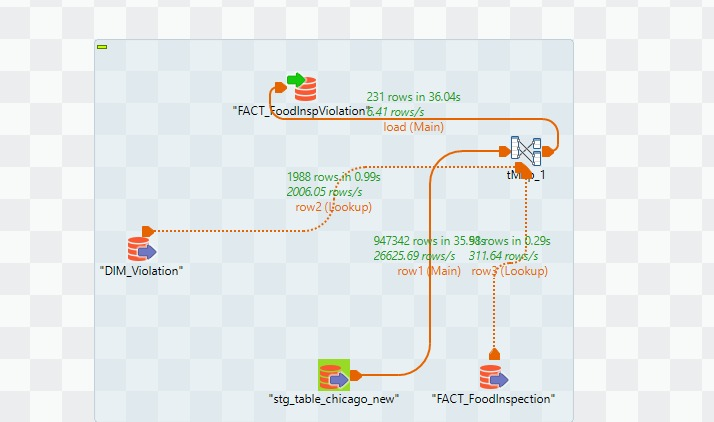 "FACT_FoodInspViolation"
231 rows in 36.04s
6.41 rows/s
load (Main)
tMap_1
1988 rows in 0.99s
2006.05 rows/s
row2 (Lookup)
"DIM_Violation"
947342 rows in 35.58s
26625.69 rows/s
row1 (Main)
rows in 0.29s
311.64 rows/s
row3 (Lookup)
"stg_table_chicago_new"
"FACT_FoodInspection"